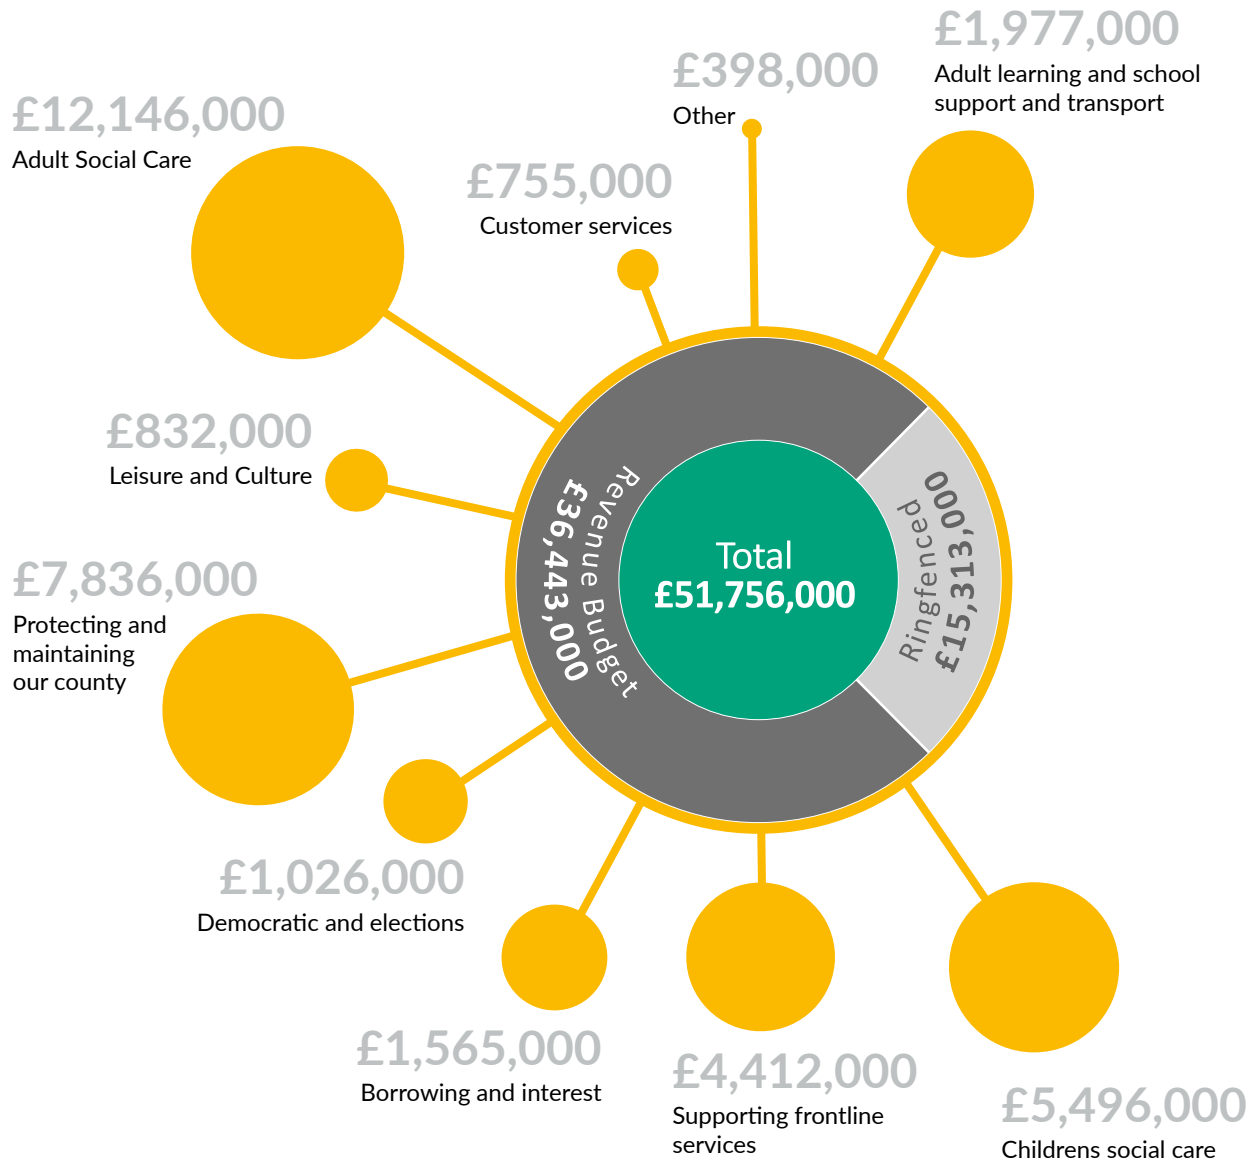 £1,977,000
Adult learning and school
support and transport
£398,000
Other
£12,146,000
Adult Social Care
£755,000
Customer services
£832,000
Leisure and Culture
£7,836,000
Protecting and
maintaining
our county
Revenue Budget
£36,443,000
Total
£51,756,000
Ringfenced
£15,313,000
£1,026,000
Democratic and elections
£1,565,000
Borrowing and interest
£4,412,000
Supporting frontline
services
£5,496,000
Childrens social care